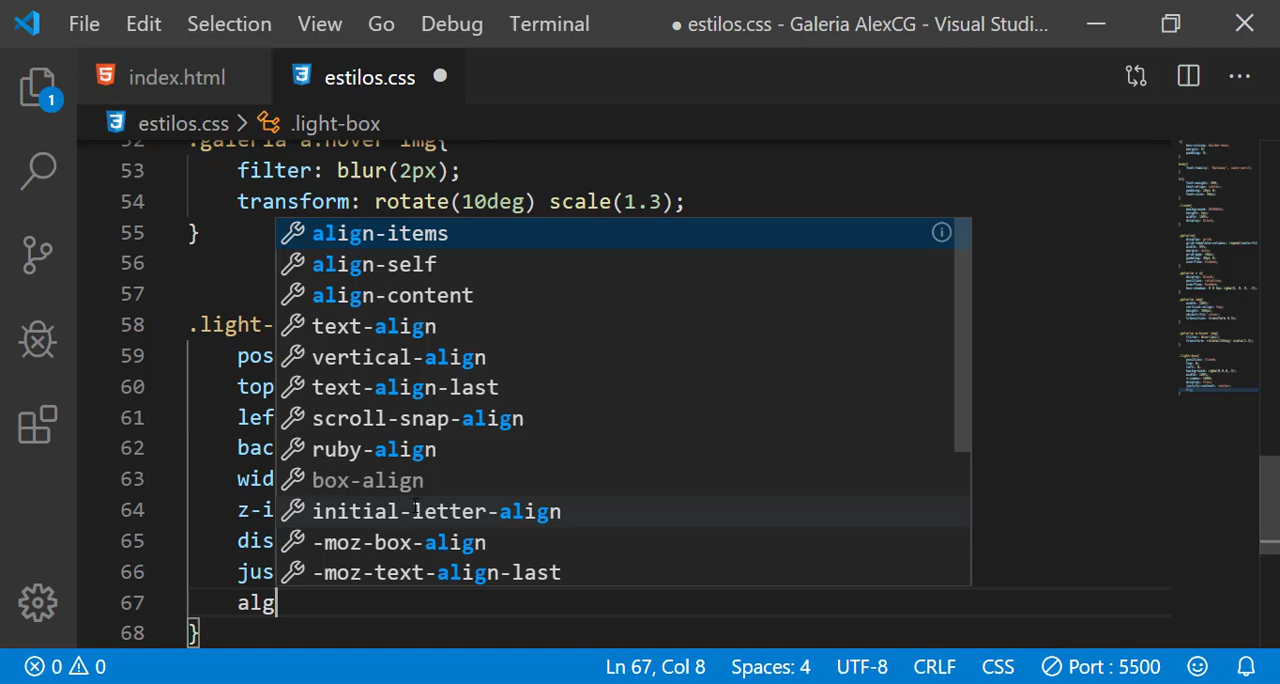 File Edit Selection View Go Debug Terminal ● estilos.css - Galeria AlexCG - Visual Studi...
index.html estilos.css
1
estilos.css > .light-box
52 .galeria a:hover img{
53 filter: blur(2px);
54 transform: rotate(10deg) scale(1.3);
55 }
56
57
58 .light-
59 pos
60 top
61 lef
62 bac
63 wid
64 z-i
65 dis
66 jus
67 alg
68 }
align-items
align-self
align-content
text-align
vertical-align
text-align-last
scroll-snap-align
ruby-align
box-align
initial-letter-align
-moz-box-align
-moz-text-align-last
0 0 Ln 67, Col 8 Spaces: 4 UTF-8 CRLF CSS Port : 5500